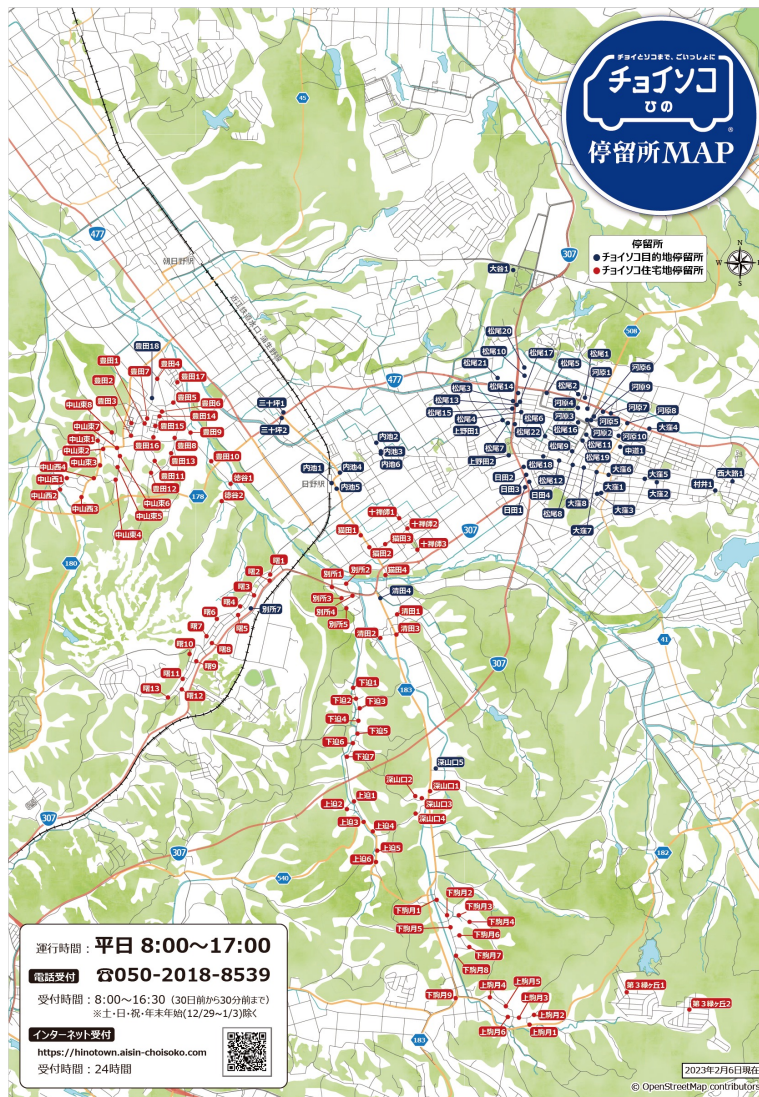 チョイとソコまで、ごいっしょに
チョイソコ
ひの
®
停留所MAP
停留所
チョイソコ目的地停留所
チョイソコ住宅地停留所
N
W
E
S
45
477
朝日野駅
307
大谷1
近江鉄道水口・蒲生野線
508
松尾20
松尾17
松尾10
松尾21
松尾5
松尾1
河原1
河原6
松尾14
松尾2
河原9
477
松尾3
松尾13
松尾15
松尾4
上野田1
松尾6
松尾22
河原4
河原3
松尾16
河原5
河原2
松尾11
松尾19
河原7
河原8
河原10
大窪4
中道1
松尾7
上野田2
松尾9
松尾18
日田2
日田3
日田1
日田4
松尾12
松尾8
大窪8
大窪7
大窪6
大窪1
大窪3
大窪5
大窪2
村井1
西大路1
豊田18
豊田1
豊田7
豊田4
豊田17
豊田2
豊田3
豊田5
豊田6
豊田14
中山東8
豊田15
中山東7
豊田9
中山東1
豊田16
豊田8
中山東2
豊田13
豊田10
中山東3
中山西4
豊田11
中山西1
豊田12
中山西2
中山西3
中山東6
中山東5
中山東4
178
徳谷1
徳谷2
三十坪1
三十坪2
内池2
内池3
内池6
内池1
内池4
内池5
日野駅
十禅師1
十禅師2
十禅師3
猫田1
猫田3
猫田2
猫田4
307
180
曙1
曙2
曙3
曙4
別所7
曙5
曙6
曙7
曙8
曙10
曙9
曙11
曙13
曙12
別所1
別所2
別所3
別所4
別所5
清田4
清田1
清田2
清田3
41
307
183
下迫1
下迫2
下迫3
下迫4
下迫5
下迫6
下迫7
深山口5
深山口2
深山口1
深山口3
深山口4
上迫1
上迫2
上迫3
上迫4
上迫5
上迫6
307
307
540
182
下駒月2
下駒月1
下駒月3
下駒月4
下駒月5
下駒月6
下駒月7
下駒月8
下駒月9
上駒月5
上駒月4
上駒月3
上駒月2
上駒月6
上駒月1
第3緑ヶ丘1
第3緑ヶ丘2
183
運行時間：平日 8:00～17:00
電話受付 ☎050-2018-8539
受付時間：8:00～16:30（30日前から30分前まで）
※土・日・祝・年末年始(12/29～1/3)除く
インターネット受付
https://hinotown.aisin-choisoko.com
受付時間：24時間
2023年2月6日現在
© OpenStreetMap contributors